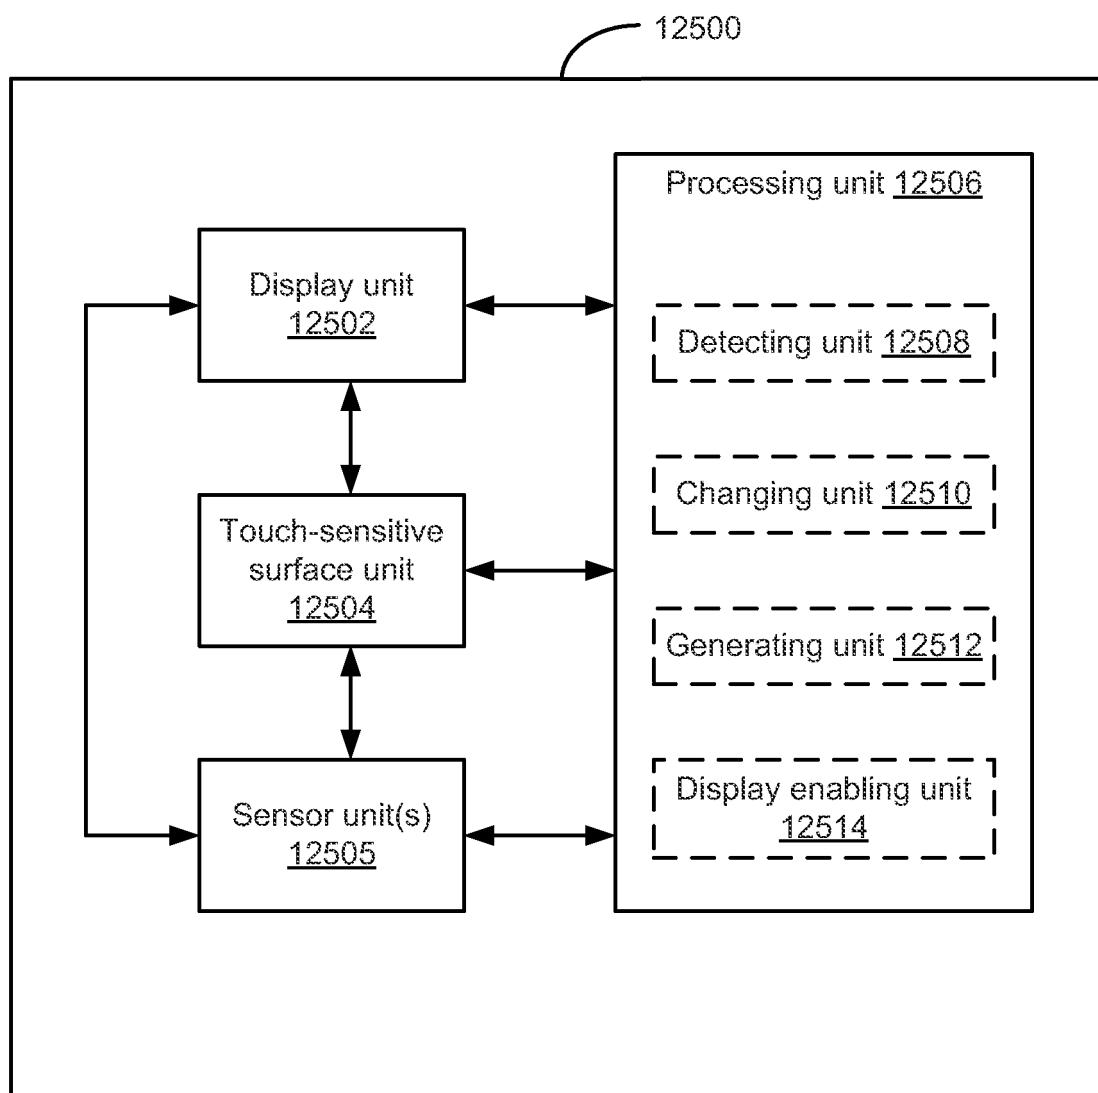 12500
Processing unit 12506
Display unit
12502
Detecting unit 12508
Changing unit 12510
Touch-sensitive
surface unit
12504
Generating unit 12512
Display enabling unit
12514
Sensor unit(s)
12505